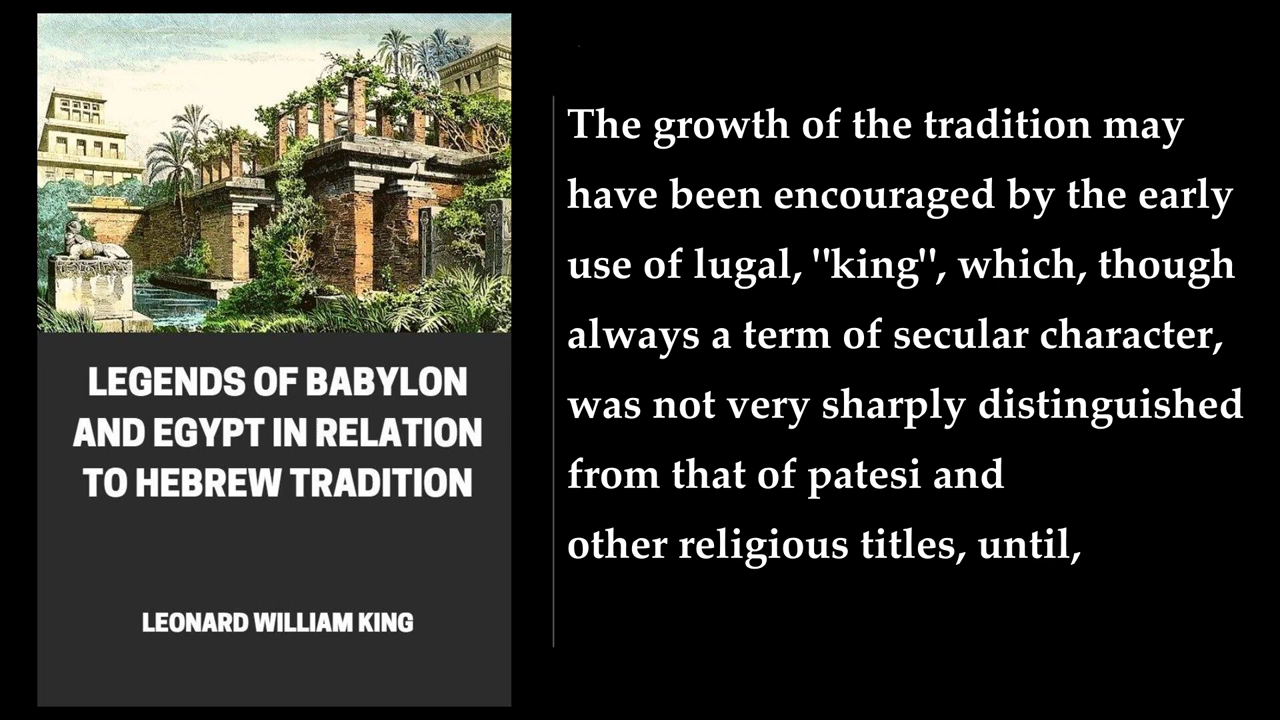 LEGENDS OF BABYLON
AND EGYPT IN RELATION
TO HEBREW TRADITION
LEONARD WILLIAM KING
The growth of the tradition may
have been encouraged by the early
use of lugal, "king", which, though
always a term of secular character,
was not very sharply distinguished
from that of patesi and
other religious titles, until,